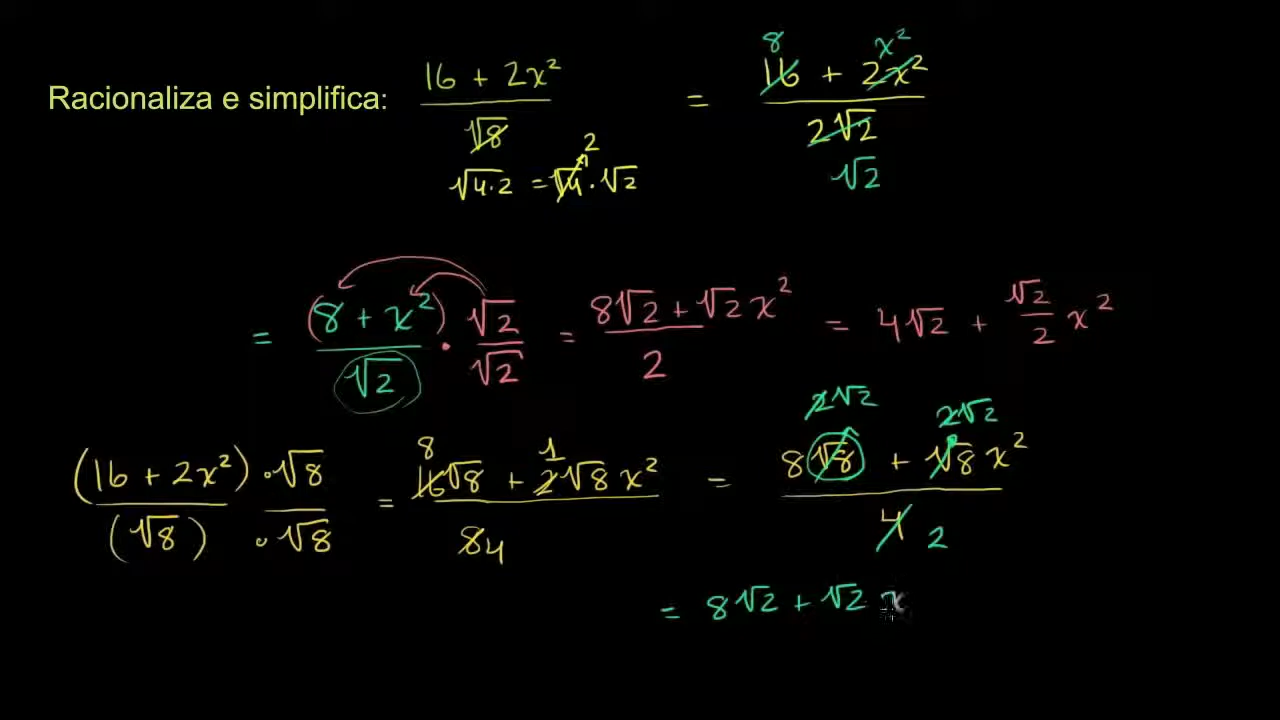 Racionaliza e simplifica: (16 + 2x²)/√8 = (16 + 2x²)/(2√2) 8 x² √2
√(4·2) = √4 · √2 2
= (8 + x²)/√2 · √2/√2 = (8√2 + √2 x²)/2 = 4√2 + (√2/2) x²
2√2 2√2
(16 + 2x²)·√8/(√8)·√8 = (16√8 + 2√8 x²)/8 8 1 4 = (8√8 + √8 x²)/4 2
= 8√2 + √2 x